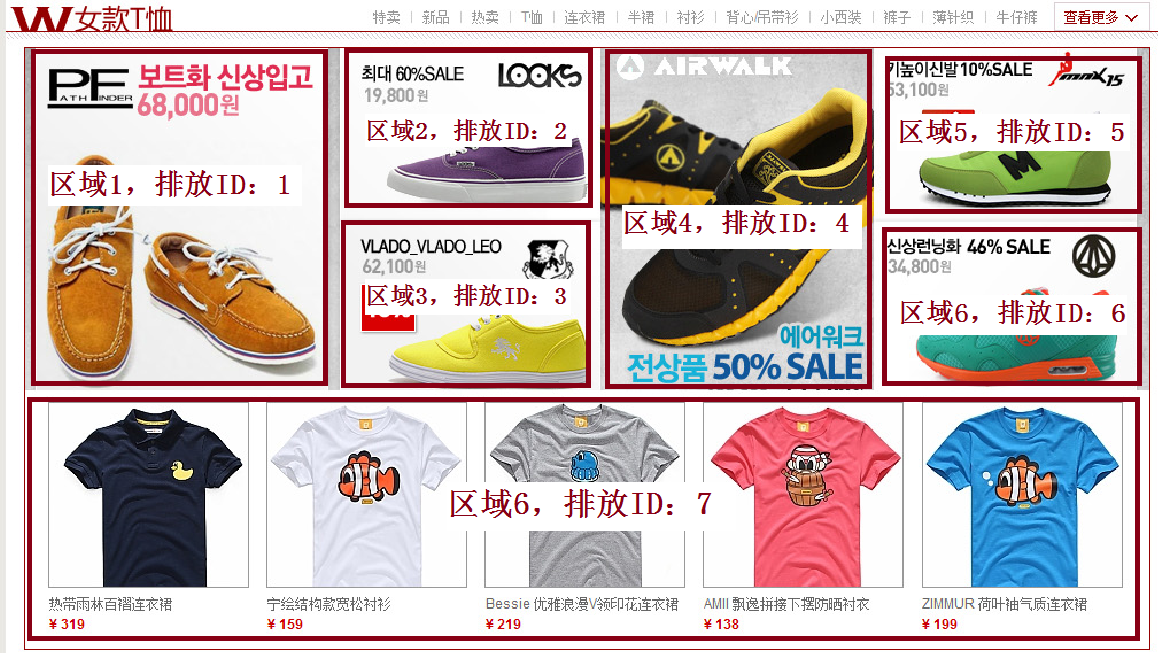 W女款T恤
特卖 | 新品 | 热卖 | T恤 | 连衣裙 | 半裙 | 衬衫 | 背心/吊带衫 | 小西装 | 裤子 | 薄针织 | 牛仔裤
查看更多
PF
PATHFINDER
보트화 신상입고
68,000원
区域1，排放ID：1
최대 60%SALE
LOOKS
19,800원
区域2，排放ID：2
VLADO_VLADO_LEO
62,100원
区域3，排放ID：3
AIRWALK
区域4，排放ID：4
에어워크
전상품 50% SALE
키높이신발 10%SALE
53,100원
区域5，排放ID：5
M
신상런닝화 46% SALE
34,800원
区域6，排放ID：6
区域6，排放ID：7
热带雨林百褶连衣裙
¥ 319
宁绘结构款宽松衬衫
¥ 159
Bessie 优雅浪漫V领印花连衣裙
¥ 219
AMII 飘逸拼接下摆防晒衬衣
¥ 138
ZIMMUR 荷叶袖气质连衣裙
¥ 199